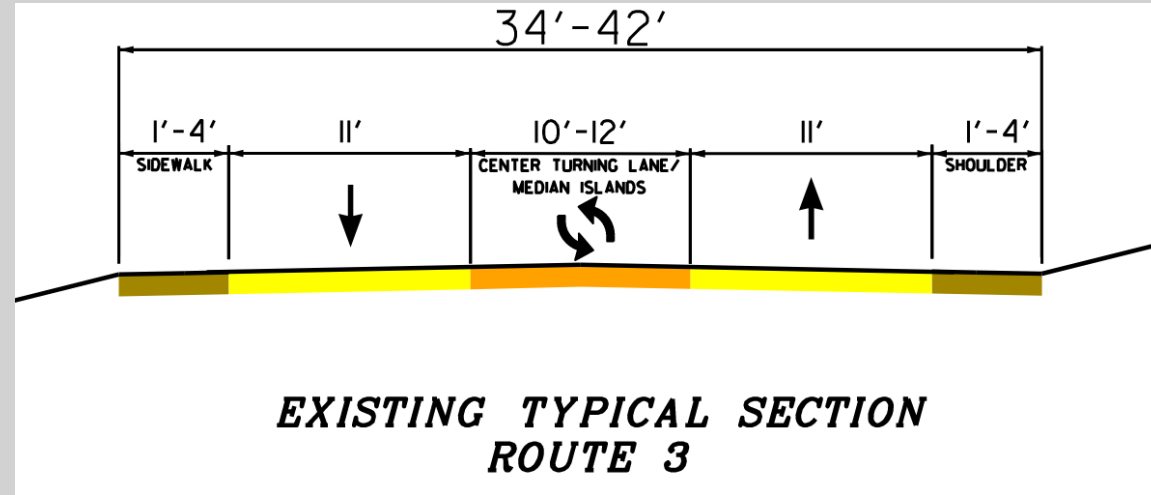 34'-42'
1'-4' 11' 10'-12' 11' 1'-4'
SIDEWALK CENTER TURNING LANE/ SHOULDER
MEDIAN ISLANDS
EXISTING TYPICAL SECTION
ROUTE 3